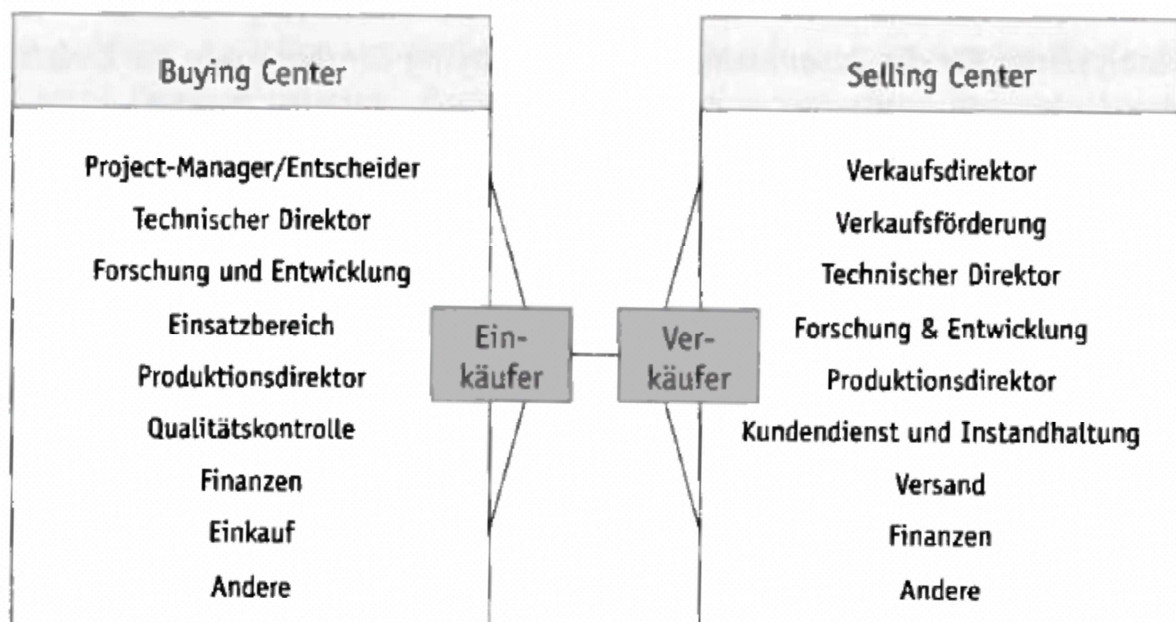 Buying Center
Project-Manager/Entscheider
Technischer Direktor
Forschung und Entwicklung
Einsatzbereich
Produktionsdirektor
Qualitätskontrolle
Finanzen
Einkauf
Andere
Ein-
käufer
Ver-
käufer
Selling Center
Verkaufsdirektor
Verkaufsförderung
Technischer Direktor
Forschung & Entwicklung
Produktionsdirektor
Kundendienst und Instandhaltung
Versand
Finanzen
Andere